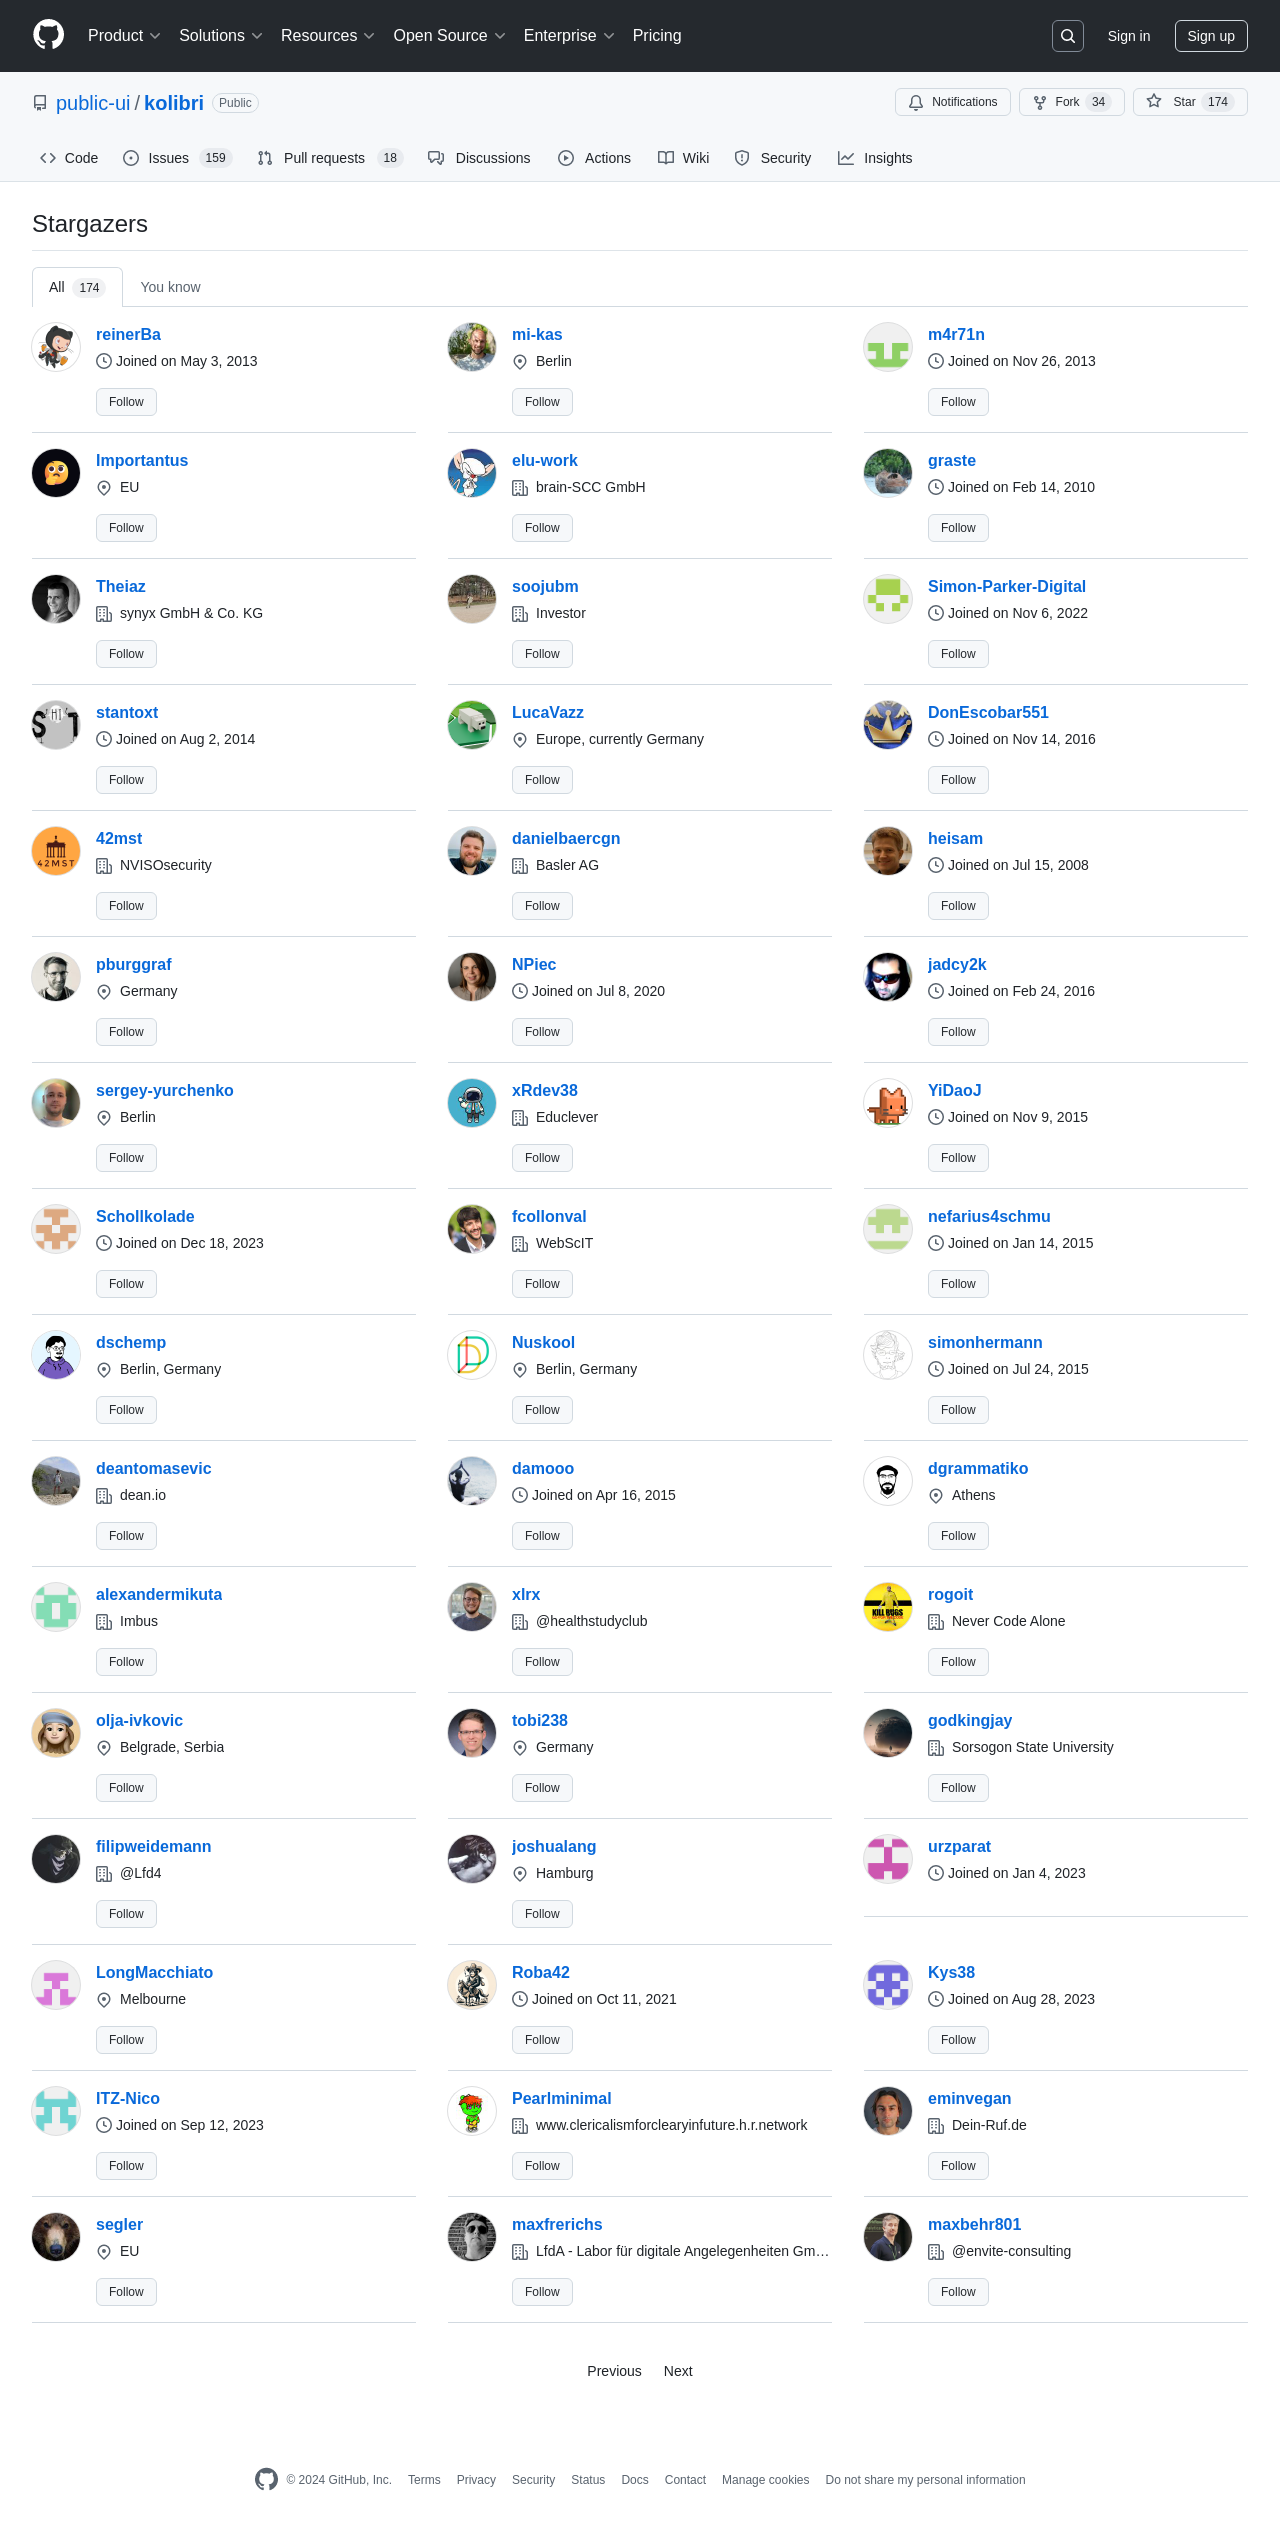 Product Solutions Resources Open Source Enterprise Pricing Sign in Sign up
public-ui / kolibri Public Notifications Fork 34 Star 174
Code Issues 159 Pull requests 18 Discussions Actions Wiki Security Insights
Stargazers
All 174 You know
reinerBa mi-kas m4r71n
Joined on May 3, 2013 Berlin Joined on Nov 26, 2013
Follow Follow Follow
Importantus elu-work graste
EU brain-SCC GmbH Joined on Feb 14, 2010
Follow Follow Follow
Theiaz soojubm Simon-Parker-Digital
synyx GmbH & Co. KG Investor Joined on Nov 6, 2022
Follow Follow Follow
stantoxt LucaVazz DonEscobar551
Joined on Aug 2, 2014 Europe, currently Germany Joined on Nov 14, 2016
Follow Follow Follow
42mst danielbaercgn heisam
42MST
NVISOsecurity Basler AG Joined on Jul 15, 2008
Follow Follow Follow
pburggraf NPiec jadcy2k
Germany Joined on Jul 8, 2020 Joined on Feb 24, 2016
Follow Follow Follow
sergey-yurchenko xRdev38 YiDaoJ
Berlin Educlever Joined on Nov 9, 2015
Follow Follow Follow
Schollkolade fcollonval nefarius4schmu
Joined on Dec 18, 2023 WebScIT Joined on Jan 14, 2015
Follow Follow Follow
dschemp Nuskool simonhermann
Berlin, Germany Berlin, Germany Joined on Jul 24, 2015
Follow Follow Follow
deantomasevic damooo dgrammatiko
dean.io Joined on Apr 16, 2015 Athens
Follow Follow Follow
alexandermikuta xlrx rogoit
KILL BUGS
Imbus @healthstudyclub Never Code Alone
Follow Follow Follow
olja-ivkovic tobi238 godkingjay
Belgrade, Serbia Germany Sorsogon State University
Follow Follow Follow
filipweidemann joshualang urzparat
@Lfd4 Hamburg Joined on Jan 4, 2023
Follow Follow
LongMacchiato Roba42 Kys38
Melbourne Joined on Oct 11, 2021 Joined on Aug 28, 2023
Follow Follow Follow
ITZ-Nico Pearlminimal eminvegan
Joined on Sep 12, 2023 www.clericalismforclearyinfuture.h.r.network Dein-Ruf.de
Follow Follow Follow
segler maxfrerichs maxbehr801
EU LfdA - Labor für digitale Angelegenheiten Gm… @envite-consulting
Follow Follow Follow
Previous Next
© 2024 GitHub, Inc. Terms Privacy Security Status Docs Contact Manage cookies Do not share my personal information